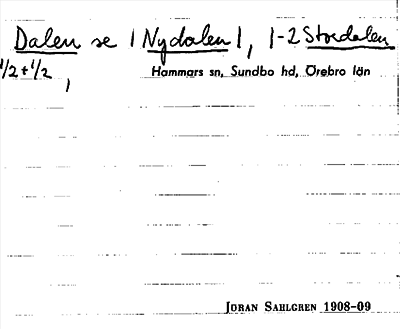 Dalen se 1 Nydalen 1, 1-2 Stordalen
1/2 + 1/2,
Hammars sn, Sundbo hd, Örebro län
JÖRAN SAHLGREN 1908-09